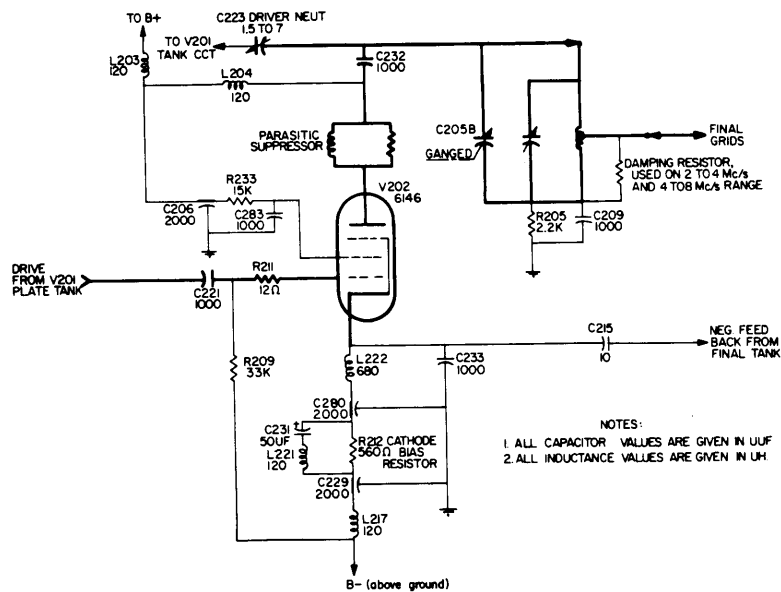 TO B+
C223 DRIVER NEUT
1.5 TO 7
TO V201
TANK CCT
C232
1000
L203
120
L204
120
PARASITIC
SUPPRESSOR
C205B
GANGED
FINAL
GRIDS
DAMPING RESISTOR,
USED ON 2 TO 4 Mc/s
AND 4 TO8 Mc/s RANGE
V202
6146
R233
15K
C206
2000
C283
1000
R205
2.2K
C209
1000
DRIVE
FROM V201
PLATE TANK
C221
1000
R211
12Ω
R209
33K
L222
680
C233
1000
C215
10
NEG. FEED
BACK FROM
FINAL TANK
C280
2000
C231
+
50UF
L221
120
R212 CATHODE
560Ω BIAS
RESISTOR
C229
2000
L217
120
NOTES:
1. ALL CAPACITOR VALUES ARE GIVEN IN UUF
2. ALL INDUCTANCE VALUES ARE GIVEN IN UH.
B- (above ground)